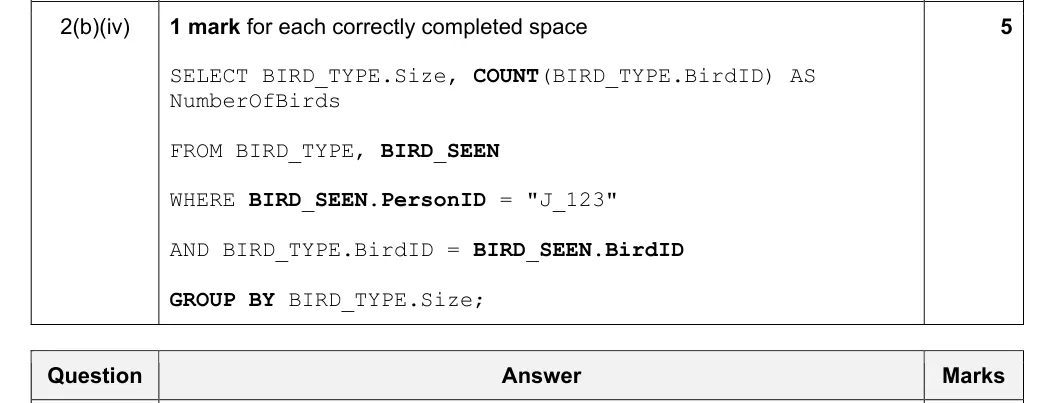 2(b)(iv) 1 mark for each correctly completed space 5
SELECT BIRD_TYPE.Size, COUNT(BIRD_TYPE.BirdID) AS
NumberOfBirds
FROM BIRD_TYPE, BIRD_SEEN
WHERE BIRD_SEEN.PersonID = "J_123"
AND BIRD_TYPE.BirdID = BIRD_SEEN.BirdID
GROUP BY BIRD_TYPE.Size;
Question Answer Marks